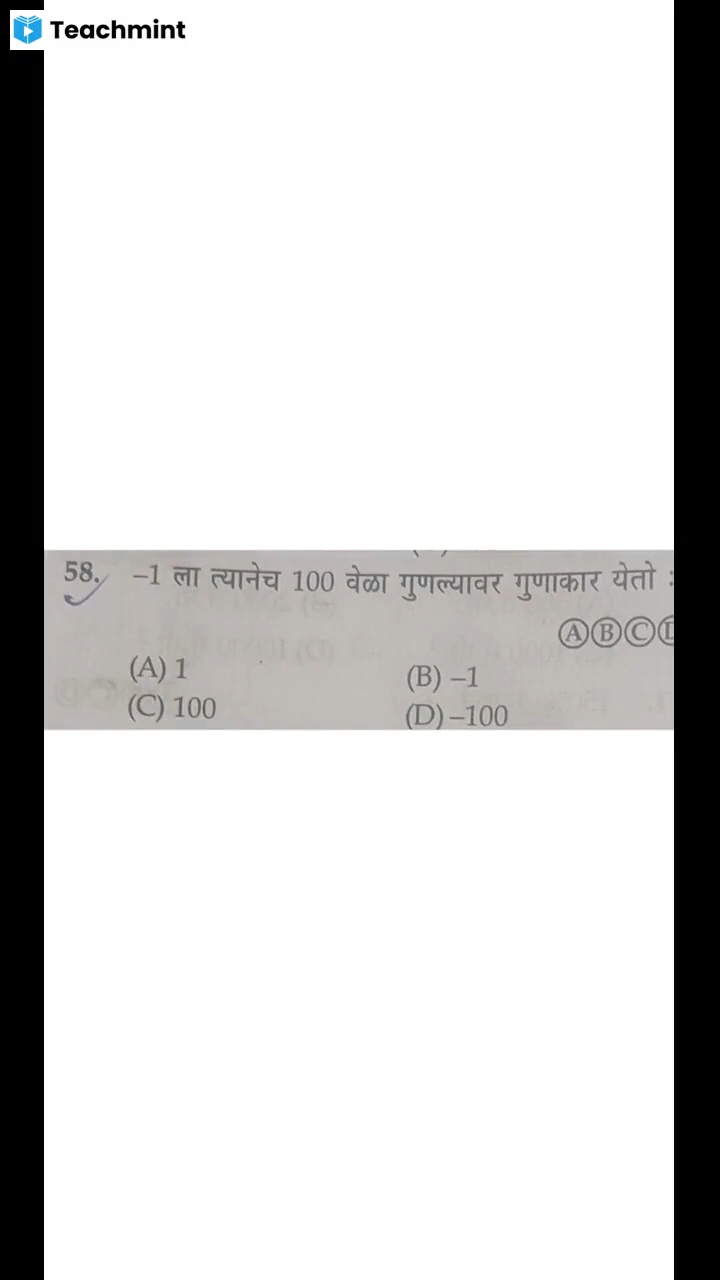 Teachmint
58. –1 ला त्यानेच 100 वेळा गुणल्यावर गुणाकार येतो :
Ⓐ Ⓑ Ⓒ Ⓓ
(A) 1 (B) –1
(C) 100 (D) –100